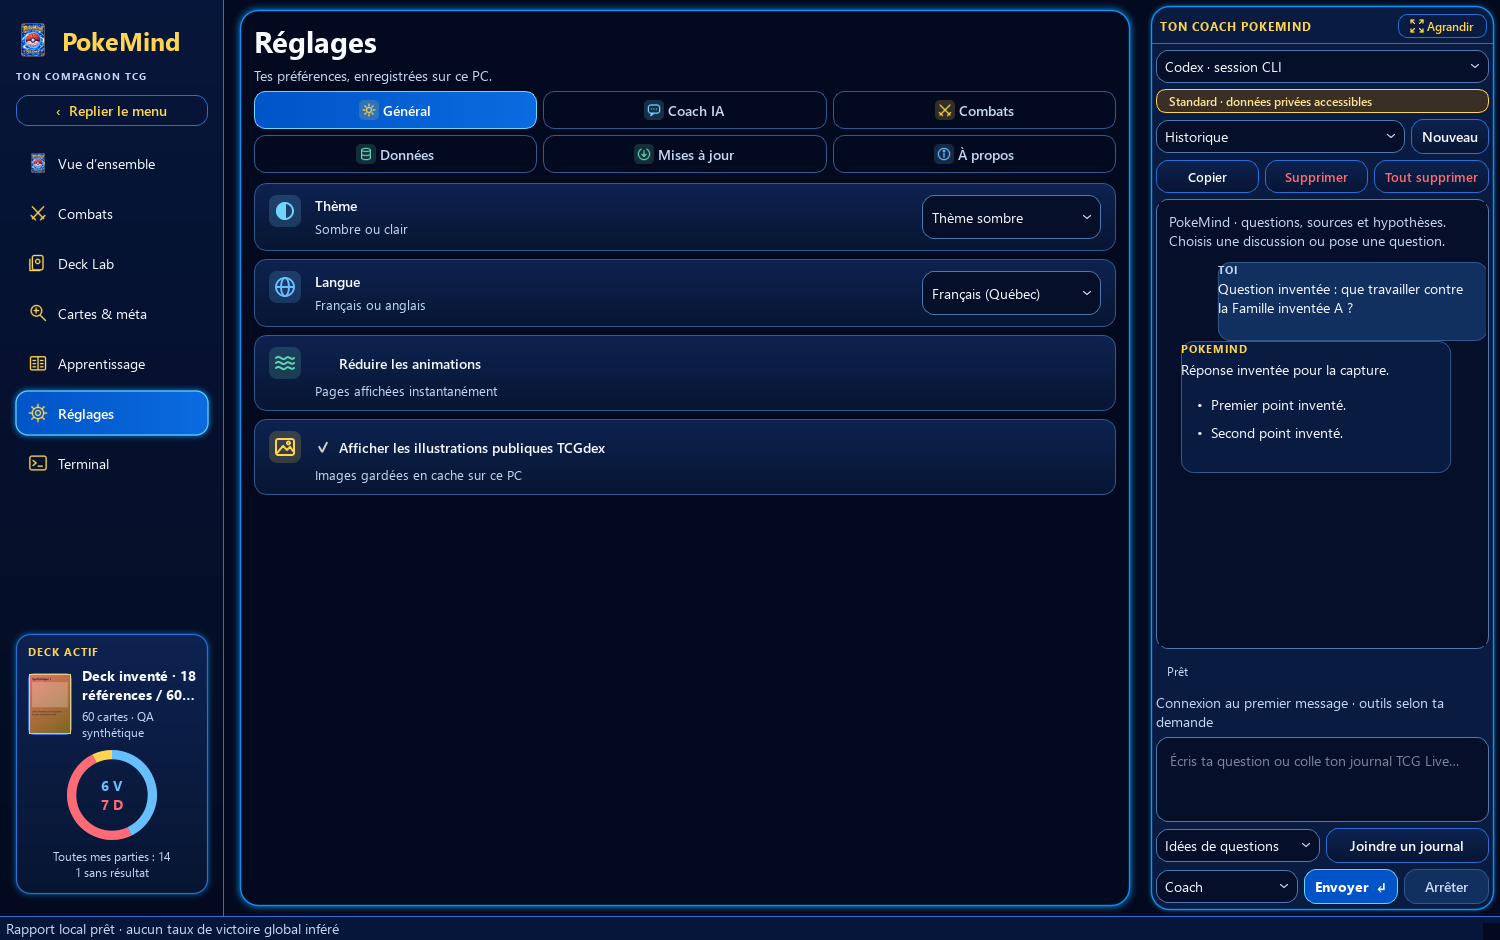 PokeMind
TON COMPAGNON TCG
‹ Replier le menu
Vue d'ensemble
Combats
Deck Lab
Cartes & méta
Apprentissage
Réglages
Terminal
DECK ACTIF
Deck inventé · 18
références / 60…
60 cartes · QA
synthétique
6 V
7 D
Toutes mes parties : 14
1 sans résultat
Réglages
Tes préférences, enregistrées sur ce PC.
Général
Coach IA
Combats
Données
Mises à jour
À propos
Thème
Sombre ou clair
Thème sombre
Langue
Français ou anglais
Français (Québec)
Réduire les animations
Pages affichées instantanément
✓ Afficher les illustrations publiques TCGdex
Images gardées en cache sur ce PC
TON COACH POKEMIND
Agrandir
Codex · session CLI
Standard · données privées accessibles
Historique
Nouveau
Copier
Supprimer
Tout supprimer
PokeMind · questions, sources et hypothèses.
Choisis une discussion ou pose une question.
TOI
Question inventée : que travailler contre
la Famille inventée A ?
POKEMIND
Réponse inventée pour la capture.
• Premier point inventé.
• Second point inventé.
Prêt
Connexion au premier message · outils selon ta
demande
Écris ta question ou colle ton journal TCG Live…
Idées de questions
Joindre un journal
Coach
Envoyer ↲
Arrêter
Rapport local prêt · aucun taux de victoire global inféré